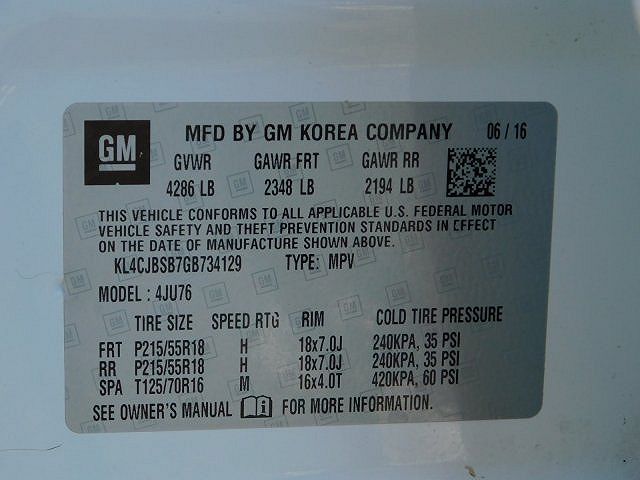 GM MFD BY GM KOREA COMPANY 06/16
GVWR GAWR FRT GAWR RR
4286 LB 2348 LB 2194 LB
THIS VEHICLE CONFORMS TO ALL APPLICABLE U.S. FEDERAL MOTOR
VEHICLE SAFETY AND THEFT PREVENTION STANDARDS IN EFFECT
ON THE DATE OF MANUFACTURE SHOWN ABOVE.
KL4CJBSB7GB734129 TYPE: MPV
MODEL : 4JU76
TIRE SIZE SPEED RTG RIM COLD TIRE PRESSURE
FRT P215/55R18 H 18x7.0J 240KPA, 35 PSI
RR P215/55R18 H 18x7.0J 240KPA, 35 PSI
SPA T125/70R16 M 16x4.0T 420KPA, 60 PSI
SEE OWNER'S MANUAL FOR MORE INFORMATION.